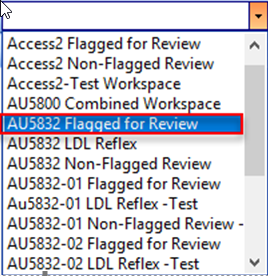 Access2 Flagged for Review
Access2 Non-Flagged Review
Access2-Test Workspace
AU5800 Combined Workspace
AU5832 Flagged for Review
AU5832 LDL Reflex
AU5832 Non-Flagged Review
AU5832-01 Flagged for Review
Au5832-01 LDL Reflex -Test
AU5832-01 Non-Flagged Review -
AU5832-02 Flagged for Review
AU5832-02 LDL Reflex -Test